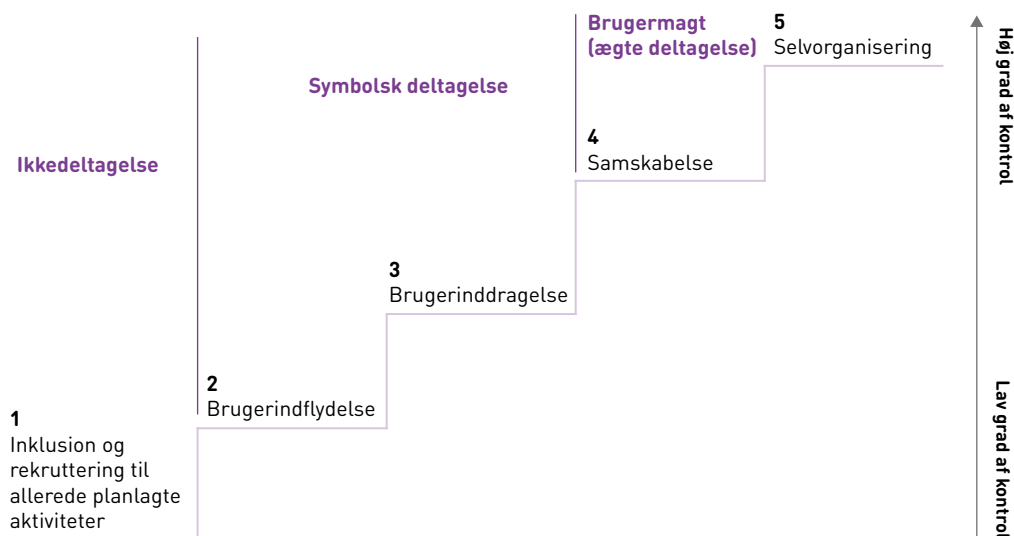 Ikkedeltagelse
Symbolsk deltagelse
Brugermagt
(ægte deltagelse)
1
Inklusion og
rekruttering til
allerede planlagte
aktiviteter
2
Brugerindflydelse
3
Brugerinddragelse
4
Samskabelse
5
Selvorganisering
Høj grad af kontrol
Lav grad af kontrol